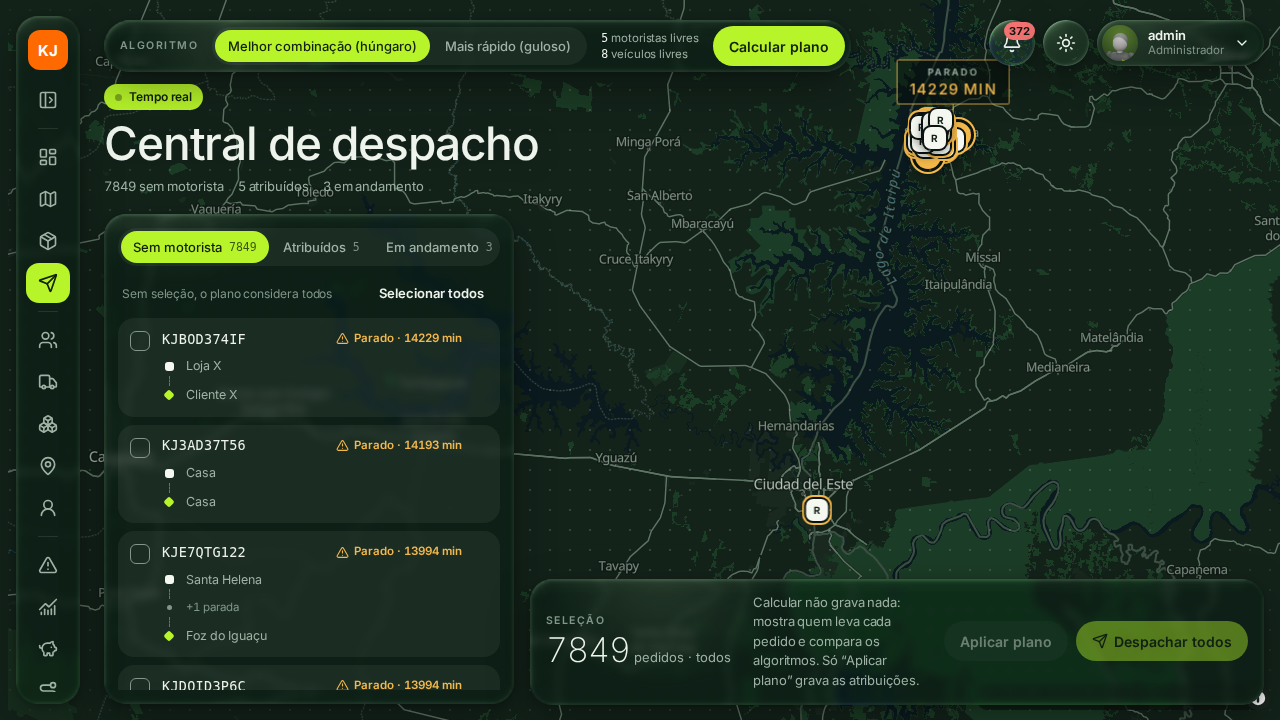 KJ
ALGORITMO
Melhor combinação (húngaro)
Mais rápido (guloso)
5 motoristas livres
8 veículos livres
Calcular plano
372
admin
Administrador
Tempo real
Central de despacho
7849 sem motorista
5 atribuídos
3 em andamento
Sem motorista 7849
Atribuídos 5
Em andamento 3
Sem seleção, o plano considera todos
Selecionar todos
KJBOD374IF
Parado · 14229 min
Loja X
Cliente X
KJ3AD37T56
Parado · 14193 min
Casa
Casa
KJE7QTG122
Parado · 13994 min
Santa Helena
+1 parada
Foz do Iguaçu
KJDOID3P6C
Parado · 13994 min
PARADO
14229 MIN
R
R
R
Minga Porá
Toledo
Vaquería
Itakyry
San Alberto
Mbaracayú
Cruce Itakyry
Lago de Itaipú
Missal
Itaipulândia
Matelândia
Medianeira
Hernandarias
Yguazú
Ciudad del Este
Tavapy
Capanema
SELEÇÃO
7849 pedidos · todos
Calcular não grava nada:
mostra quem leva cada
pedido e compara os
algoritmos. Só “Aplicar
plano” grava as atribuições.
Aplicar plano
Despachar todos